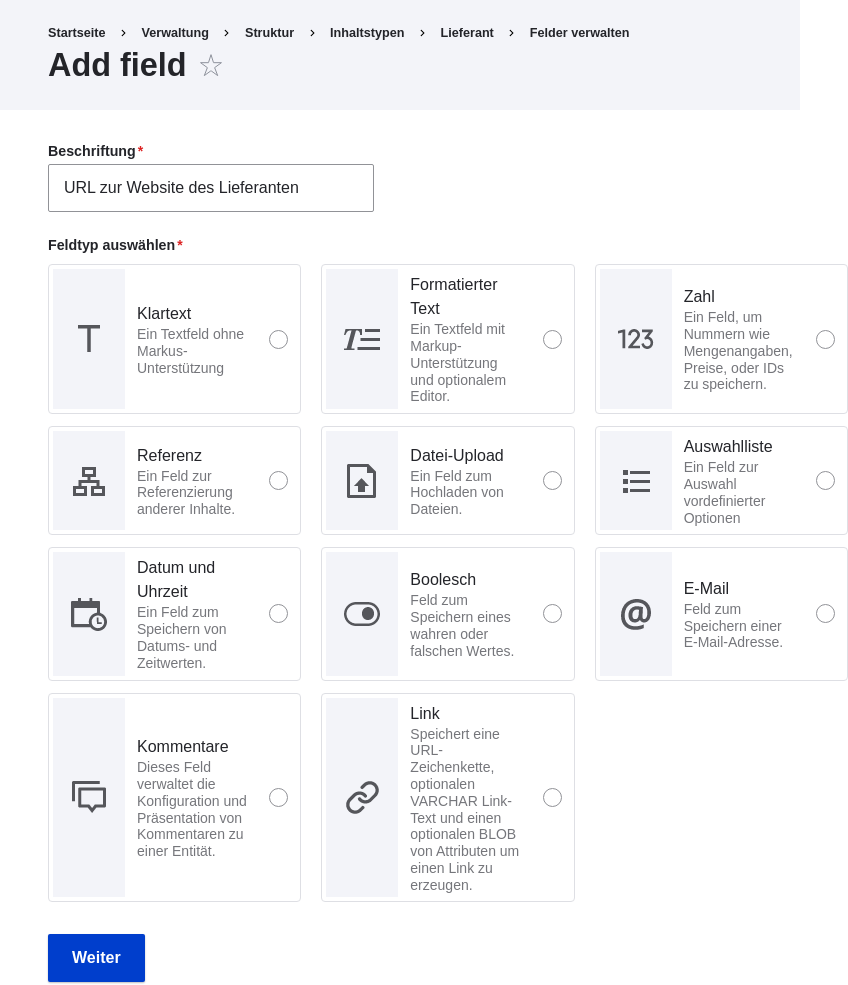 Startseite
Verwaltung
Struktur
Inhaltstypen
Lieferant
Felder verwalten
Add field
Beschriftung*
URL zur Website des Lieferanten
Feldtyp auswählen*
Klartext
Ein Textfeld ohne
Markus-
Unterstützung
Formatierter
Text
Ein Textfeld mit
Markup-
Unterstützung
und optionalem
Editor.
123
Zahl
Ein Feld, um
Nummern wie
Mengenangaben,
Preise, oder IDs
zu speichern.
Referenz
Ein Feld zur
Referenzierung
anderer Inhalte.
Datei-Upload
Ein Feld zum
Hochladen von
Dateien.
Auswahlliste
Ein Feld zur
Auswahl
vordefinierter
Optionen
Datum und
Uhrzeit
Ein Feld zum
Speichern von
Datums- und
Zeitwerten.
Boolesch
Feld zum
Speichern eines
wahren oder
falschen Wertes.
@
E-Mail
Feld zum
Speichern einer
E-Mail-Adresse.
Kommentare
Dieses Feld
verwaltet die
Konfiguration und
Präsentation von
Kommentaren zu
einer Entität.
Link
Speichert eine
URL-
Zeichenkette,
optionalen
VARCHAR Link-
Text und einen
optionalen BLOB
von Attributen um
einen Link zu
erzeugen.
Weiter